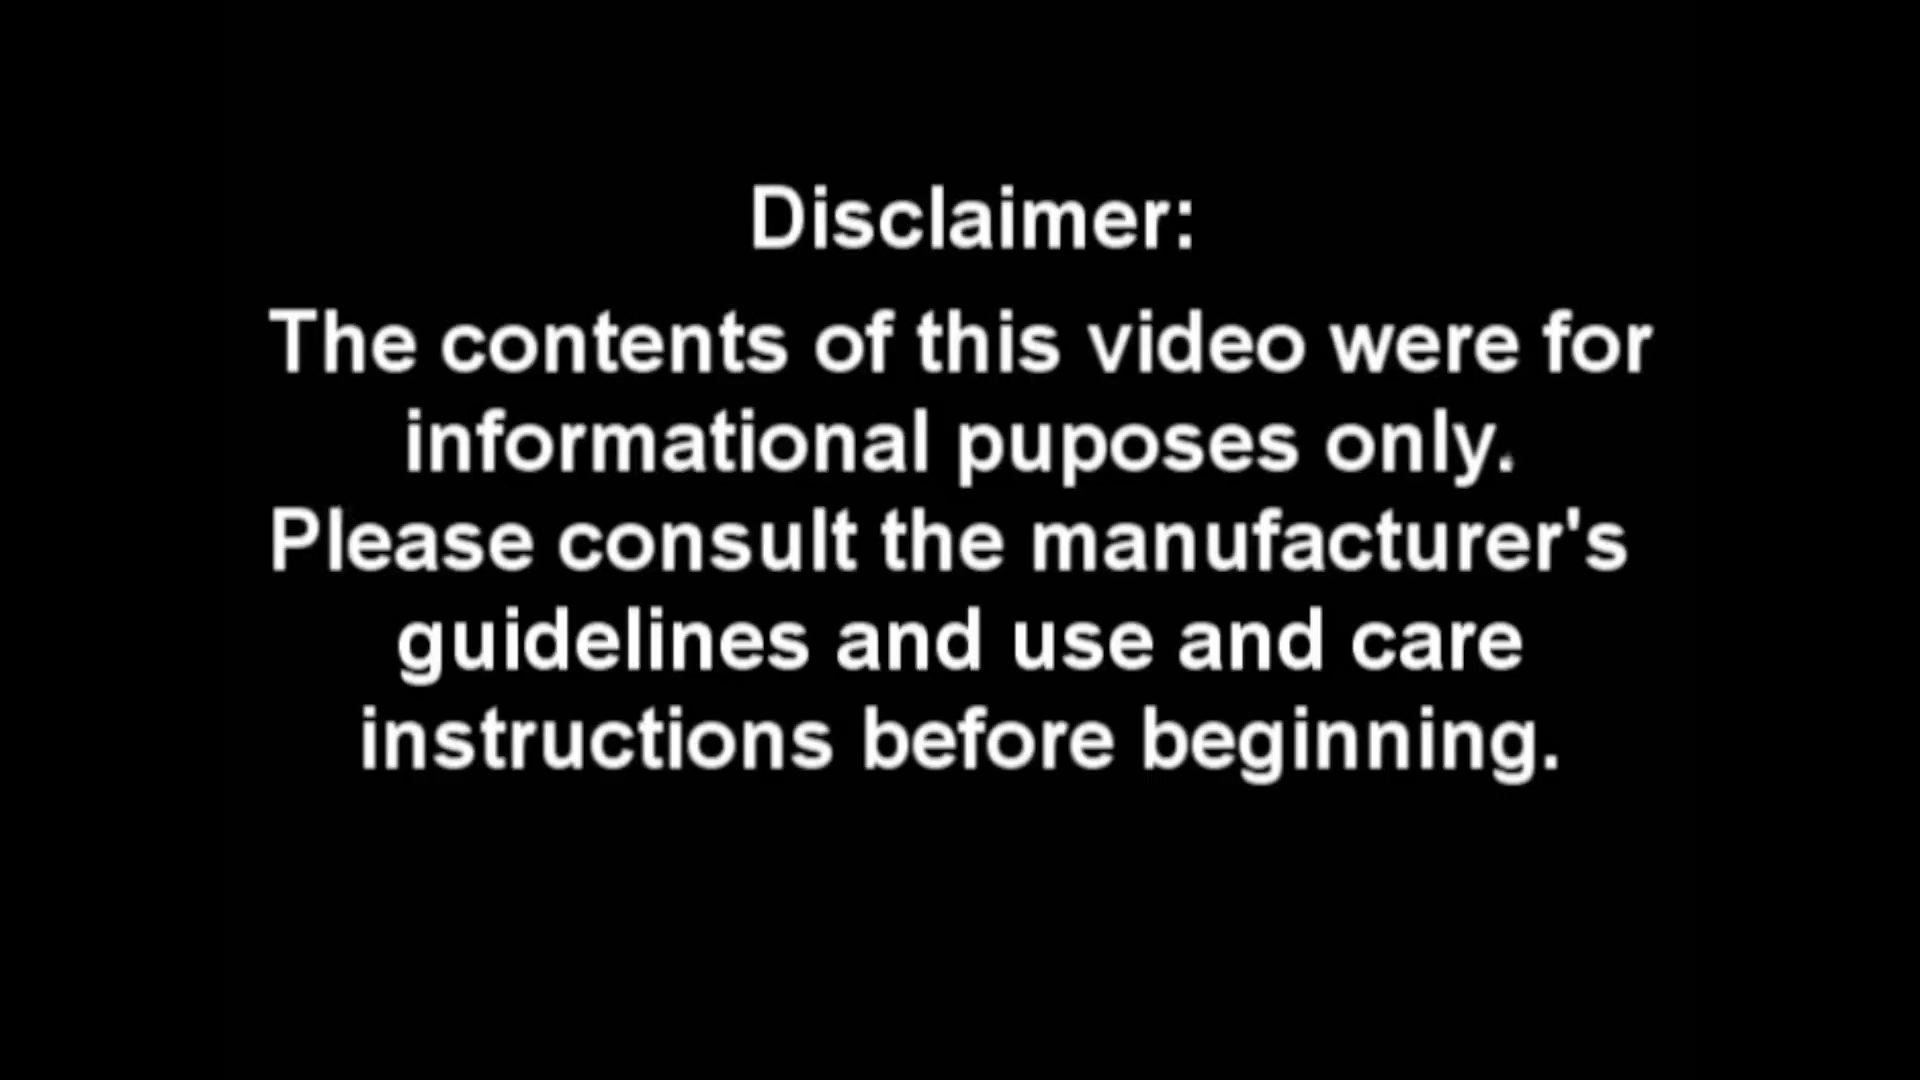 Disclaimer:
The contents of this video were for
informational puposes only.
Please consult the manufacturer's
guidelines and use and care
instructions before beginning.